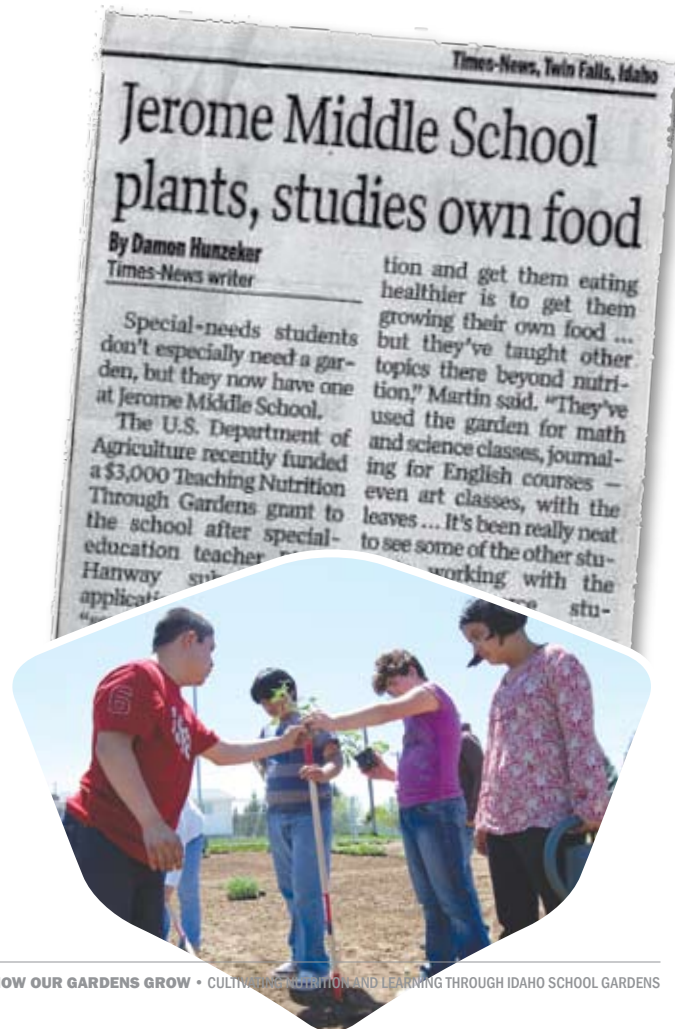 Times-News, Twin Falls, Idaho
Jerome Middle School
plants, studies own food
By Damon Hunzeker
Times-News writer
Special-needs students
don't especially need a gar-
den, but they now have one
at Jerome Middle School.
The U.S. Department of
Agriculture recently funded
a $3,000 Teaching Nutrition
Through Gardens grant to
the school after special-
education teacher
Hanway
tion and get them eating
healthier is to get them
growing their own food ...
but they've taught other
topics there beyond nutri-
tion," Martin said. "They've
used the garden for math
and science classes, journal-
ing for English courses —
even art classes, with the
leaves ... It's been really neat
to see some of the other stu-
working with the
stu-
6
OW OUR GARDENS GROW • CULTIVATING NUTRITION AND LEARNING THROUGH IDAHO SCHOOL GARDENS